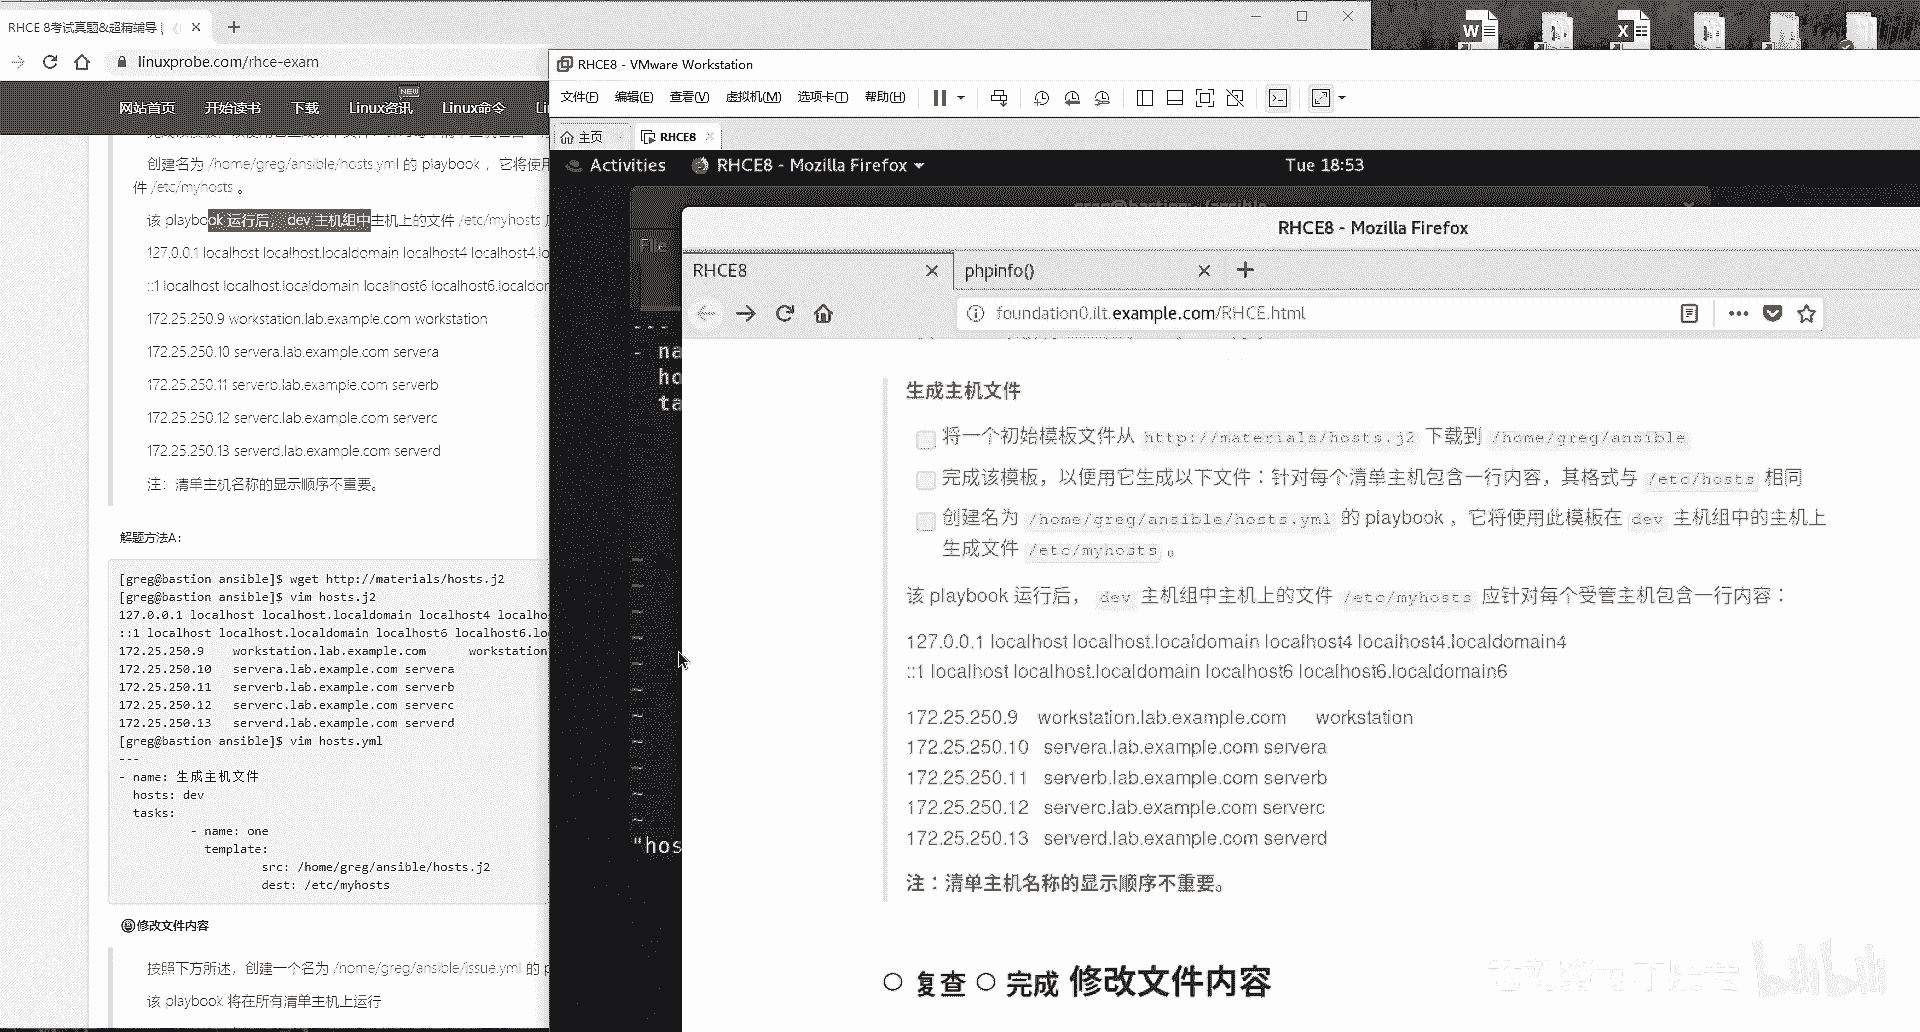 RHCE 8考试真题&超精辅导
linuxprobe.com/rhce-exam
网站首页
开始读书
下载
Linux资讯
NEW
Linux命令
创建名为 /home/greg/ansible/hosts.yml 的 playbook ，它将使用
件 /etc/myhosts 。
该 playbook 运行后， dev 主机组中主机上的文件 /etc/myhosts
127.0.0.1 localhost localhost.localdomain localhost4 localhost4.lo
::1 localhost localhost.localdomain localhost6 localhost6.localdor
172.25.250.9 workstation.lab.example.com workstation
172.25.250.10 servera.lab.example.com servera
172.25.250.11 serverb.lab.example.com serverb
172.25.250.12 serverc.lab.example.com serverc
172.25.250.13 serverd.lab.example.com serverd
注：清单主机名称的显示顺序不重要。
解题方法A:
[greg@bastion ansible]$ wget http://materials/hosts.j2
[greg@bastion ansible]$ vim hosts.j2
127.0.0.1 localhost localhost.localdomain localhost4 localho
::1 localhost localhost.localdomain localhost6 localhost6.lo
172.25.250.9 workstation.lab.example.com workstation
172.25.250.10 servera.lab.example.com servera
172.25.250.11 serverb.lab.example.com serverb
172.25.250.12 serverc.lab.example.com serverc
172.25.250.13 serverd.lab.example.com serverd
[greg@bastion ansible]$ vim hosts.yml
---
- name: 生成主机文件
hosts: dev
tasks:
- name: one
template:
src: /home/greg/ansible/hosts.j2
dest: /etc/myhosts
修改文件内容
按照下方所述，创建一个名为 /home/greg/ansible/issue.yml 的 p
该 playbook 将在所有清单主机上运行
RHCE8 - VMware Workstation
文件(F) 编辑(E) 查看(V) 虚拟机(M) 选项卡(T) 帮助(H)
主页
RHCE8
Activities
RHCE8 - Mozilla Firefox
Tue 18:53
File
---
- na
ho
ta
"hos
RHCE8 - Mozilla Firefox
RHCE8
phpinfo()
foundation0.ilt.example.com/RHCE.html
生成主机文件
将一个初始模板文件从 http://materials/hosts.j2 下载到 /home/greg/ansible
完成该模板，以便用它生成以下文件：针对每个清单主机包含一行内容，其格式与 /etc/hosts 相同
创建名为 /home/greg/ansible/hosts.yml 的 playbook ，它将使用此模板在 dev 主机组中的主机上
生成文件 /etc/myhosts 。
该 playbook 运行后， dev 主机组中主机上的文件 /etc/myhosts 应针对每个受管主机包含一行内容：
127.0.0.1 localhost localhost.localdomain localhost4 localhost4.localdomain4
::1 localhost localhost.localdomain localhost6 localhost6.localdomain6
172.25.250.9 workstation.lab.example.com workstation
172.25.250.10 servera.lab.example.com servera
172.25.250.11 serverb.lab.example.com serverb
172.25.250.12 serverc.lab.example.com serverc
172.25.250.13 serverd.lab.example.com serverd
注：清单主机名称的显示顺序不重要。
复查 完成 修改文件内容
bilibili